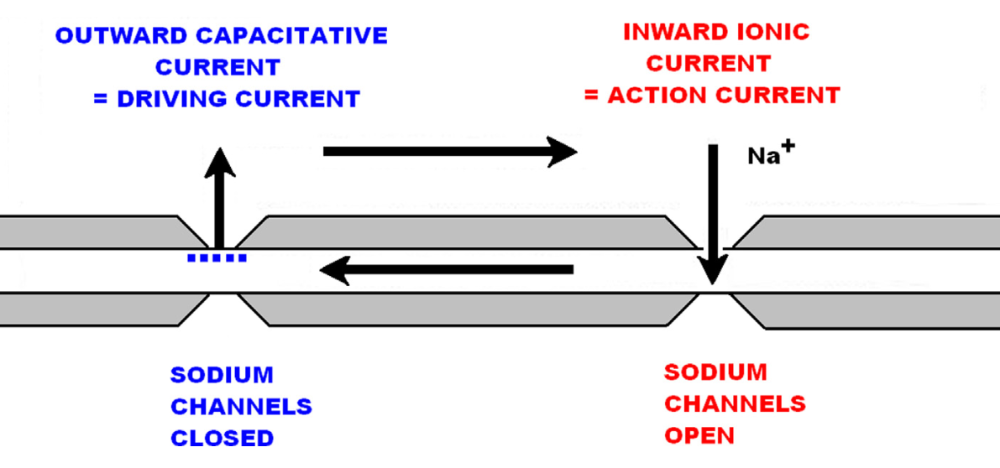 OUTWARD CAPACITATIVE
CURRENT
= DRIVING CURRENT
INWARD IONIC
CURRENT
= ACTION CURRENT
Na+
SODIUM
CHANNELS
CLOSED
SODIUM
CHANNELS
OPEN